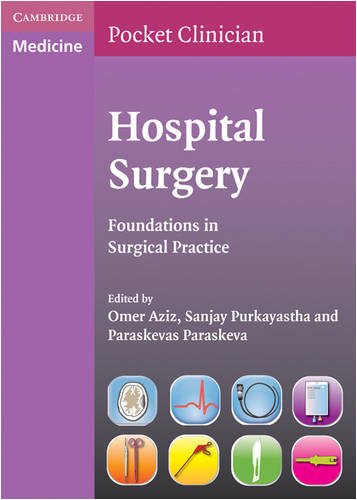 CAMBRIDGE
Medicine
Pocket Clinician
Hospital
Surgery
Foundations in
Surgical Practice
Edited by
Omer Aziz, Sanjay Purkayastha and
Paraskevas Paraskeva